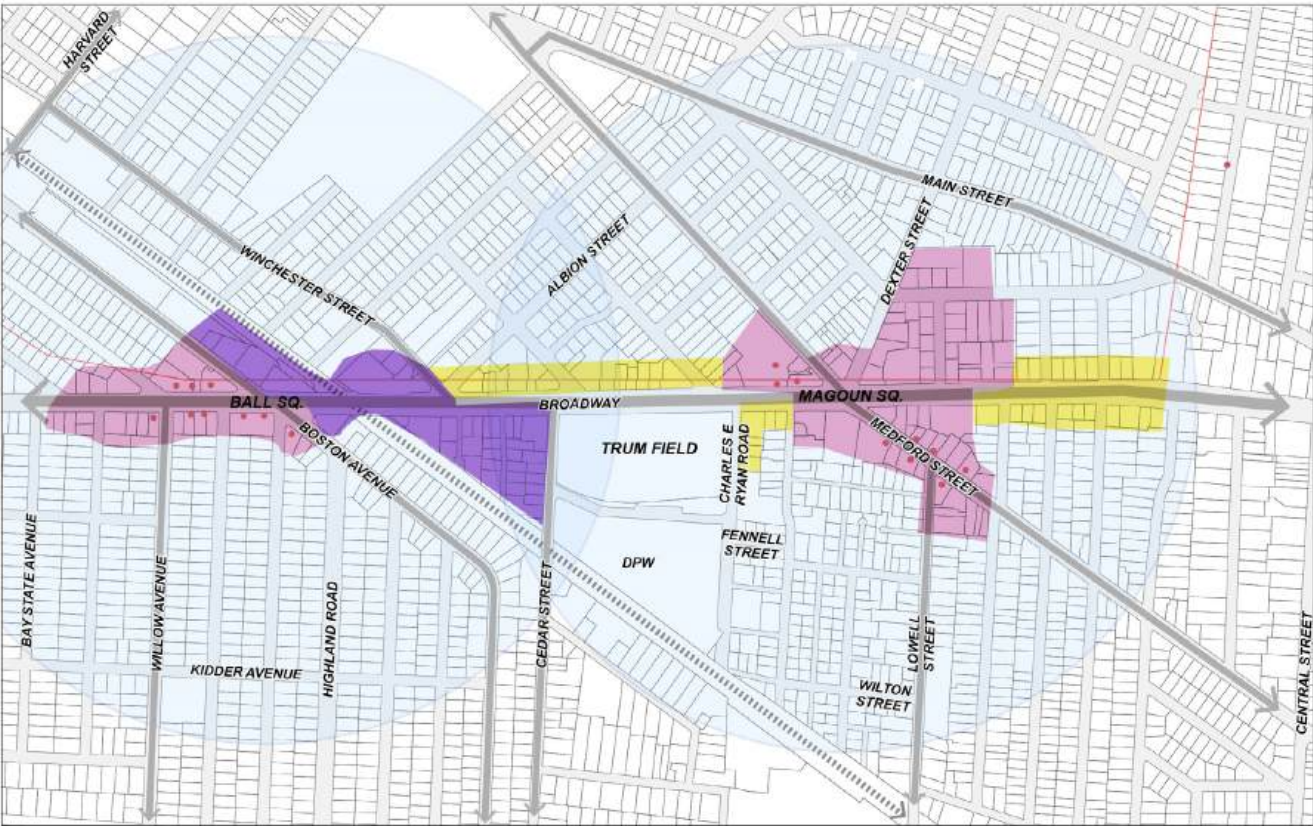 HARVARD
STREET
MAIN STREET
WINCHESTER STREET
ALBION STREET
DEXTER STREET
BALL SQ.
BROADWAY
MAGOUN SQ.
BOSTON AVENUE
TRUM FIELD
CHARLES E
RYAN ROAD
MEDFORD STREET
BAY STATE AVENUE
WILLOW AVENUE
HIGHLAND ROAD
KIDDER AVENUE
CEDAR STREET
DPW
FENNELL
STREET
LOWELL
STREET
WILTON
STREET
CENTRAL STREET